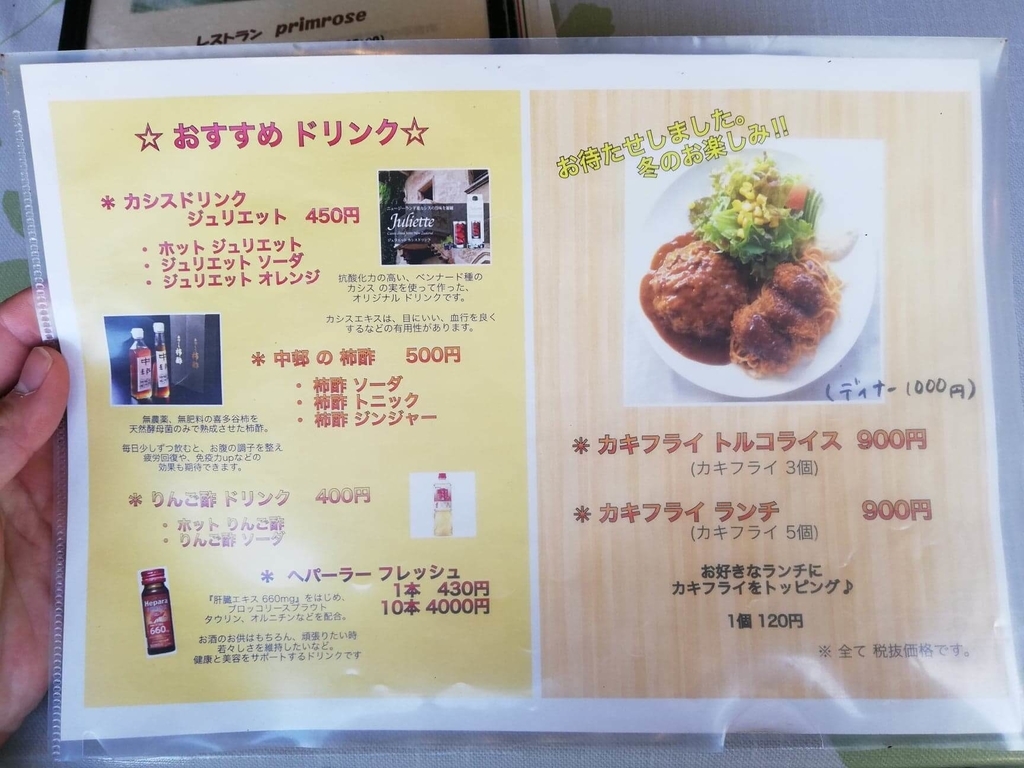 レストラン primrose
☆ おすすめ ドリンク☆
＊ カシスドリンク
ジュリエット 450円
・ ホット ジュリエット
・ ジュリエット ソーダ
・ ジュリエット オレンジ
Juliette
抗酸化力の高い、ベンナード種の
カシス の実を使って作った、
オリジナル ドリンクです。
カシスエキスは、目にいい、血行を良く
するなどの有用性があります。
＊ 中邨 の 柿酢 500円
・ 柿酢 ソーダ
・ 柿酢 トニック
・ 柿酢 ジンジャー
無農薬、無肥料の喜多谷柿を
天然酵母菌のみで熟成させた柿酢。
毎日少しずつ飲むと、お腹の調子を整え
疲労回復や、免疫力upなどの
効果も期待できます。
＊ りんご酢 ドリンク 400円
・ ホット りんご酢
・ りんご酢 ソーダ
＊ ヘパーラー フレッシュ
1本 430円
10本 4000円
『肝臓エキス 660mg』をはじめ、
ブロッコリースプラウト
タウリン、オルニチンなどを配合。
お酒のお供はもちろん、頑張りたい時
若々しさを維持したいなど。
健康と美容をサポートするドリンクです
Hepara
660
お待たせしました。
冬のお楽しみ!!
(ディナー 1000円)
＊ カキフライ トルコライス 900円
(カキフライ 3個)
＊ カキフライ ランチ 900円
(カキフライ 5個)
お好きなランチに
カキフライをトッピング♪
1個 120円
※ 全て 税抜価格です。